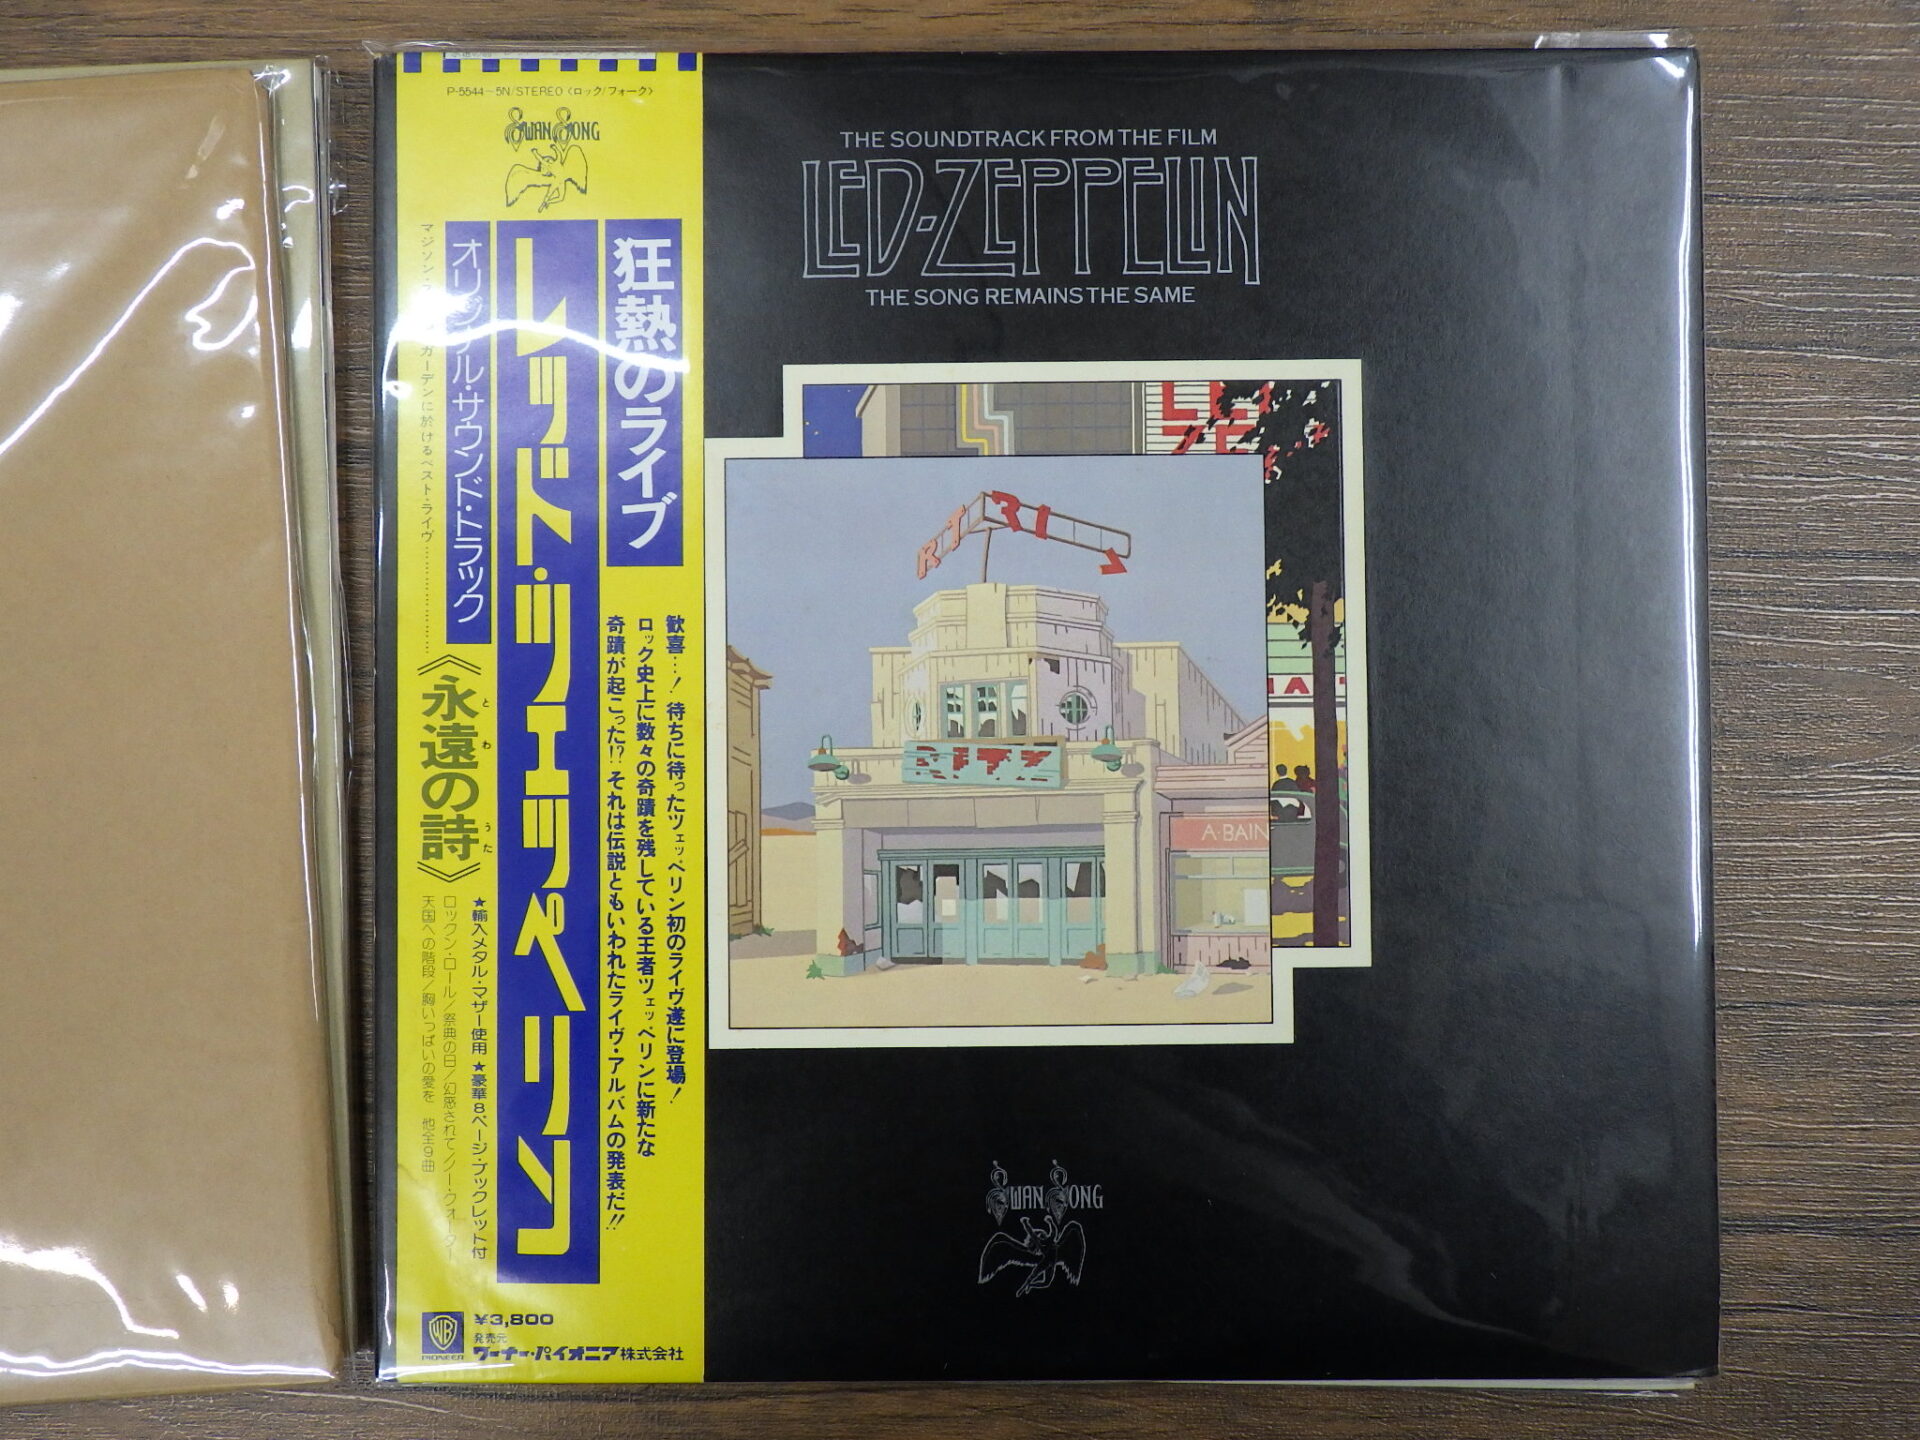 P-5544～5N/STEREO〈ロック/フォーク〉
SWAN SONG
狂熱のライブ
レッド・ツェッペリン
オリジナル・サウンド・トラック
ガーデンに於けるベスト・ライヴ
《永遠の詩》
とわ
うた
歓喜…！待ちに待ったツェッペリン初のライヴ遂に登場！
ロック史上に数々の奇蹟を残している王者ツェッペリンに新たな
奇蹟が起こった!?それは伝説ともいわれたライヴ・アルバムの発表だ!!
★輸入メタル・マザー使用★豪華8ページ・ブックレット付
ロックン・ロール/祭典の日/幻惑されて/ノー・クォーター
天国への階段/胸いっぱいの愛を 他全9曲
WB
PIONEER
¥3,800
発売元
ワーナー・パイオニア株式会社
THE SOUNDTRACK FROM THE FILM
LED-ZEPPELIN
THE SONG REMAINS THE SAME
RITZ
A·BAIN
SWAN SONG